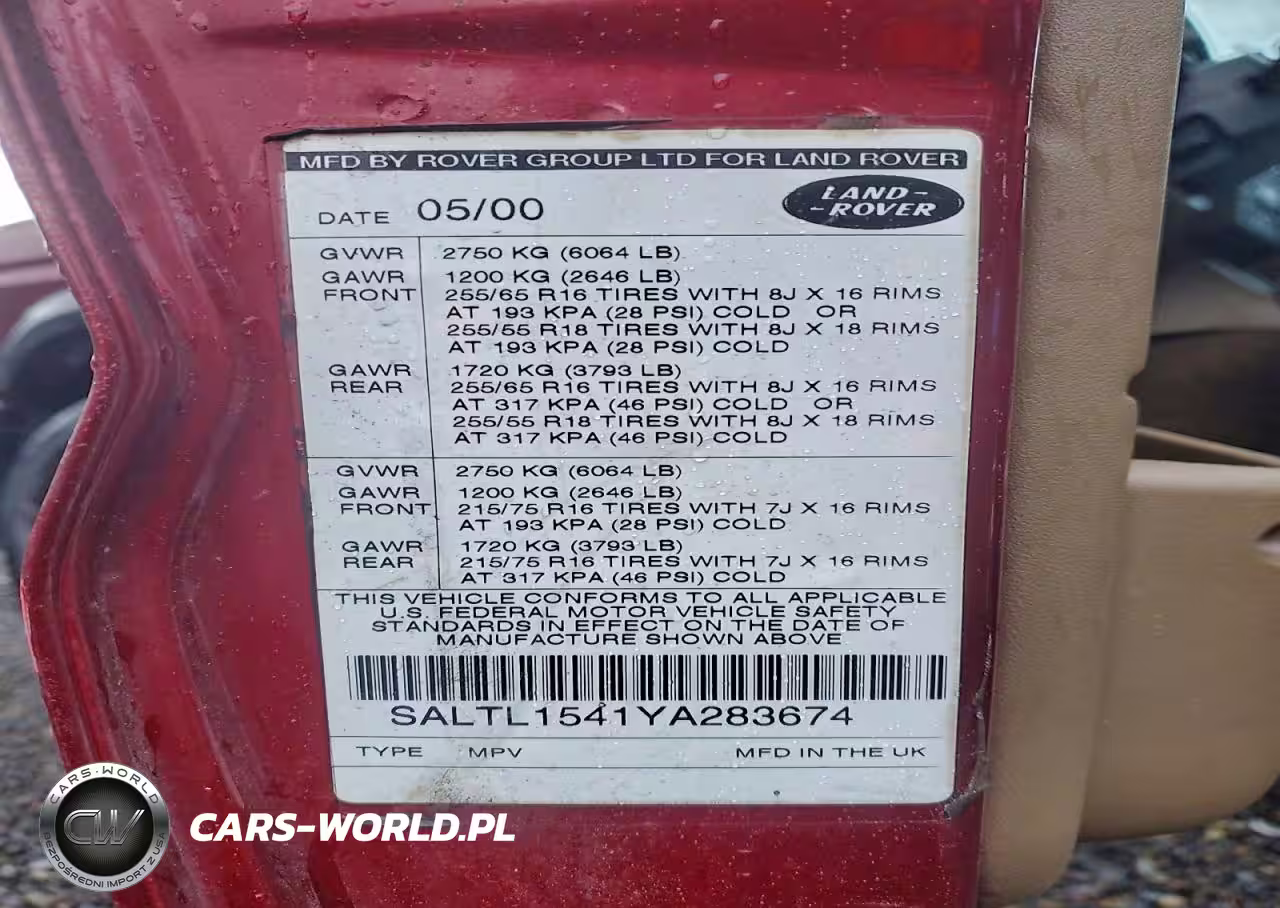 MFD BY ROVER GROUP LTD FOR LAND ROVER
DATE 05/00
LAND-
-ROVER
GVWR 2750 KG (6064 LB)
GAWR 1200 KG (2646 LB)
FRONT 255/65 R16 TIRES WITH 8J X 16 RIMS
AT 193 KPA (28 PSI) COLD OR
255/55 R18 TIRES WITH 8J X 18 RIMS
AT 193 KPA (28 PSI) COLD
GAWR 1720 KG (3793 LB)
REAR 255/65 R16 TIRES WITH 8J X 16 RIMS
AT 317 KPA (46 PSI) COLD OR
255/55 R18 TIRES WITH 8J X 18 RIMS
AT 317 KPA (46 PSI) COLD
GVWR 2750 KG (6064 LB)
GAWR 1200 KG (2646 LB)
FRONT 215/75 R16 TIRES WITH 7J X 16 RIMS
AT 193 KPA (28 PSI) COLD
GAWR 1720 KG (3793 LB)
REAR 215/75 R16 TIRES WITH 7J X 16 RIMS
AT 317 KPA (46 PSI) COLD
THIS VEHICLE CONFORMS TO ALL APPLICABLE
U.S. FEDERAL MOTOR VEHICLE SAFETY
STANDARDS IN EFFECT ON THE DATE OF
MANUFACTURE SHOWN ABOVE
SALTL1541YA283674
TYPE MPV MFD IN THE UK
CARS-WORLD
CW
BEZPOŚREDNI IMPORT Z USA
CARS-WORLD.PL